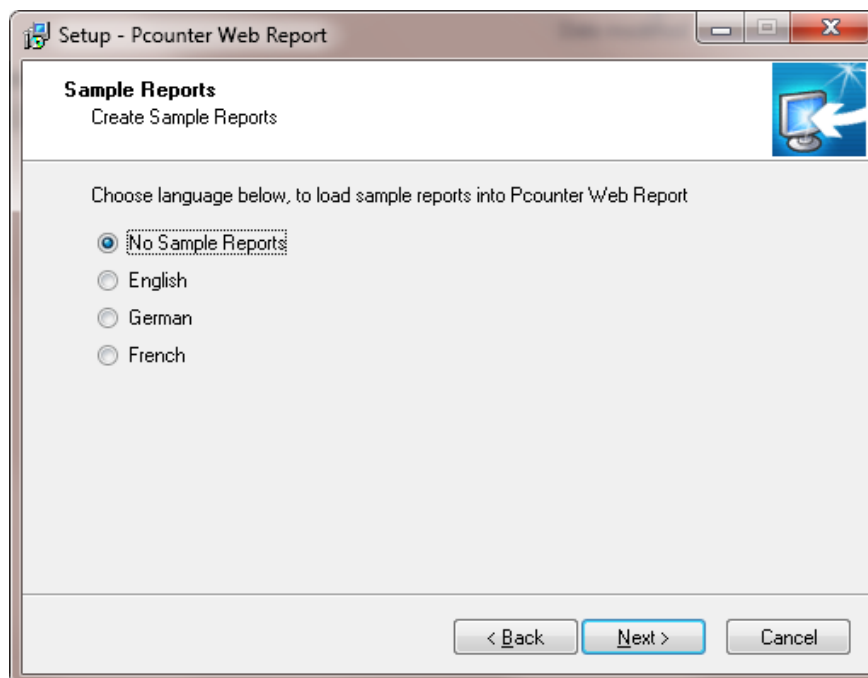 Setup - Pcounter Web Report
Sample Reports
Create Sample Reports
Choose language below, to load sample reports into Pcounter Web Report
No Sample Reports
English
German
French
< Back
Next >
Cancel